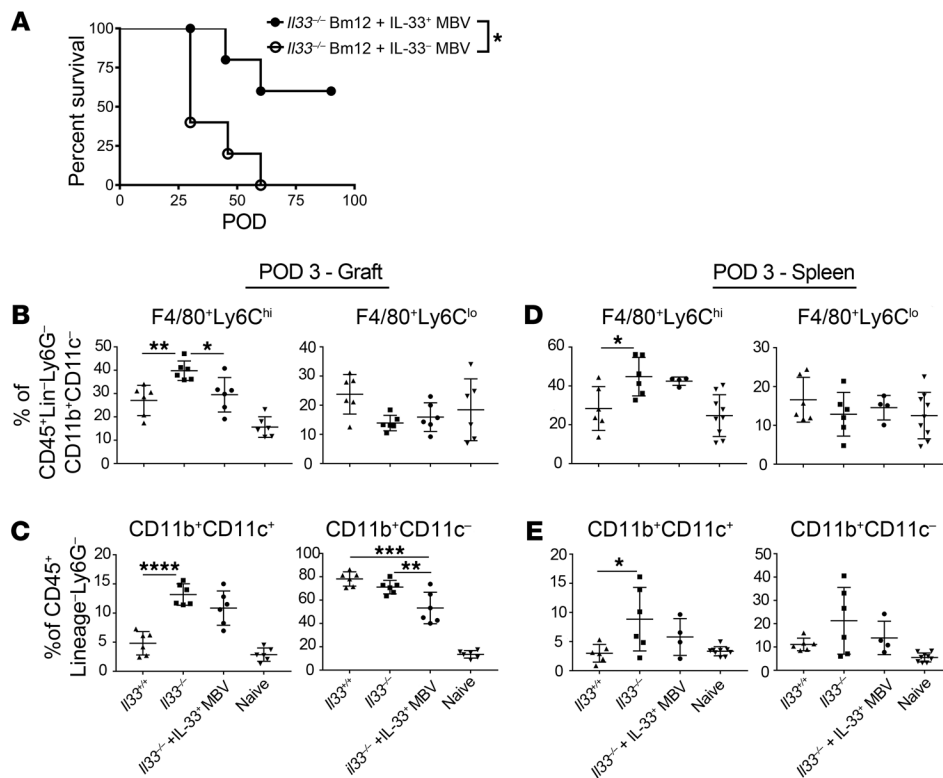 A
Il33–/– Bm12 + IL-33+ MBV
Il33–/– Bm12 + IL-33– MBV
*
Percent survival
100
75
50
25
0
0 25 50 75 100
POD
POD 3 - Graft
POD 3 - Spleen
B
F4/80+Ly6Chi
F4/80+Ly6Clo
D
F4/80+Ly6Chi
F4/80+Ly6Clo
% of
CD45+Lin–Ly6G–
CD11b+CD11c–
50
40
30
20
10
0
** *
40
30
20
10
0
60
40
20
0
*
30
20
10
0
C
CD11b+CD11c+
CD11b+CD11c–
E
CD11b+CD11c+
CD11b+CD11c–
%of CD45+
Lineage–Ly6G–
20
15
10
5
0
****
100
80
60
40
20
0
***
**
20
15
10
5
0
*
50
40
30
20
10
0
Il33+/+
Il33–/–
Il33–/– +IL-33+ MBV
Naive
Il33+/+
Il33–/–
il33–/– +IL-33+ MBV
Naive
Il33+/+
Il33–/–
Il33–/– + IL-33+ MBV
Naive
Il33+/+
Il33–/–
Il33–/– + IL-33+ MBV
Naive